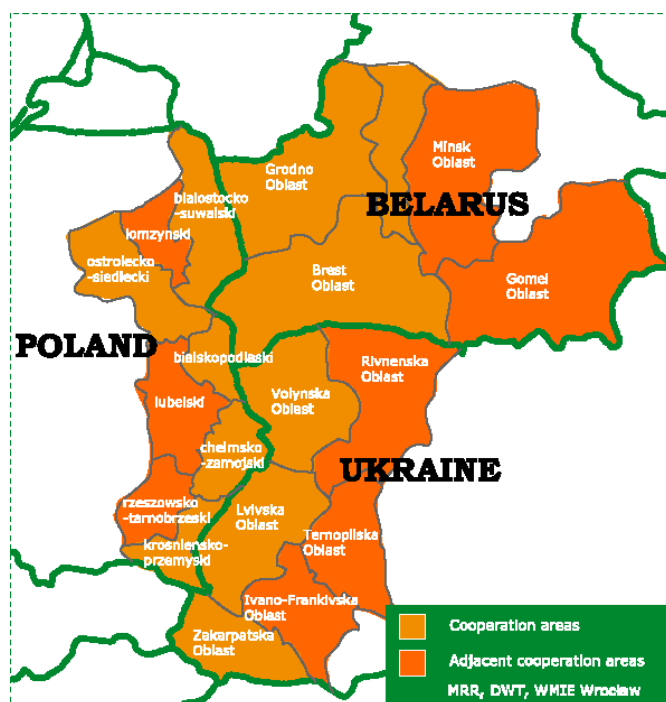 Minsk
Oblast
Grodno
Oblast
bialostocko
-suwalski
BELARUS
lomzynski
ostrolecko
-siedlecki
Brest
Oblast
Gomel
Oblast
POLAND
bialskopodlaski
Rivnenska
Oblast
Volynska
Oblast
lubelski
chelmsko
-zamojski
UKRAINE
rzeszowsko
-tarnobrzeski
Lvivska
Oblast
Ternopilska
Oblast
krosniensko-
przemyski
Ivano-Frankivska
Oblast
Zakarpatska
Oblast
Cooperation areas
Adjacent cooperation areas
MRR, DWT, WMIE Wrocław